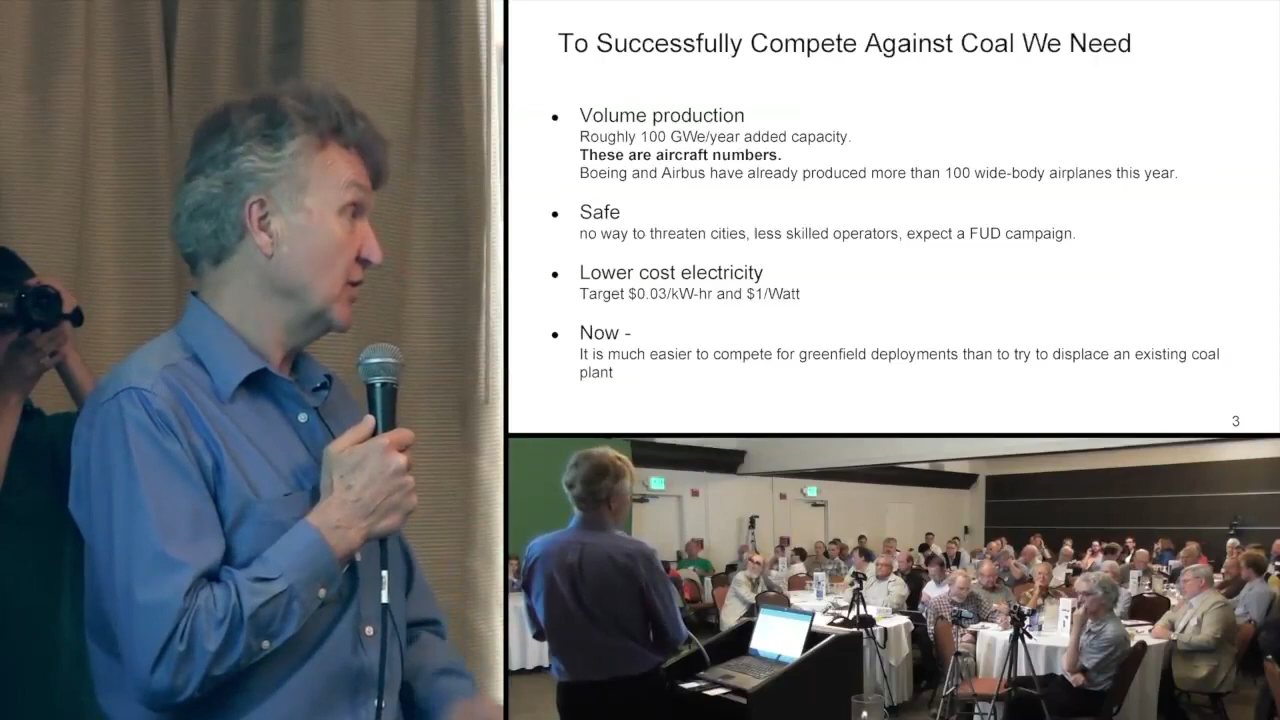 To Successfully Compete Against Coal We Need
Volume production
Roughly 100 GWe/year added capacity.
These are aircraft numbers.
Boeing and Airbus have already produced more than 100 wide-body airplanes this year.
Safe
no way to threaten cities, less skilled operators, expect a FUD campaign.
Lower cost electricity
Target $0.03/kW-hr and $1/Watt
Now -
It is much easier to compete for greenfield deployments than to try to displace an existing coal
plant
3